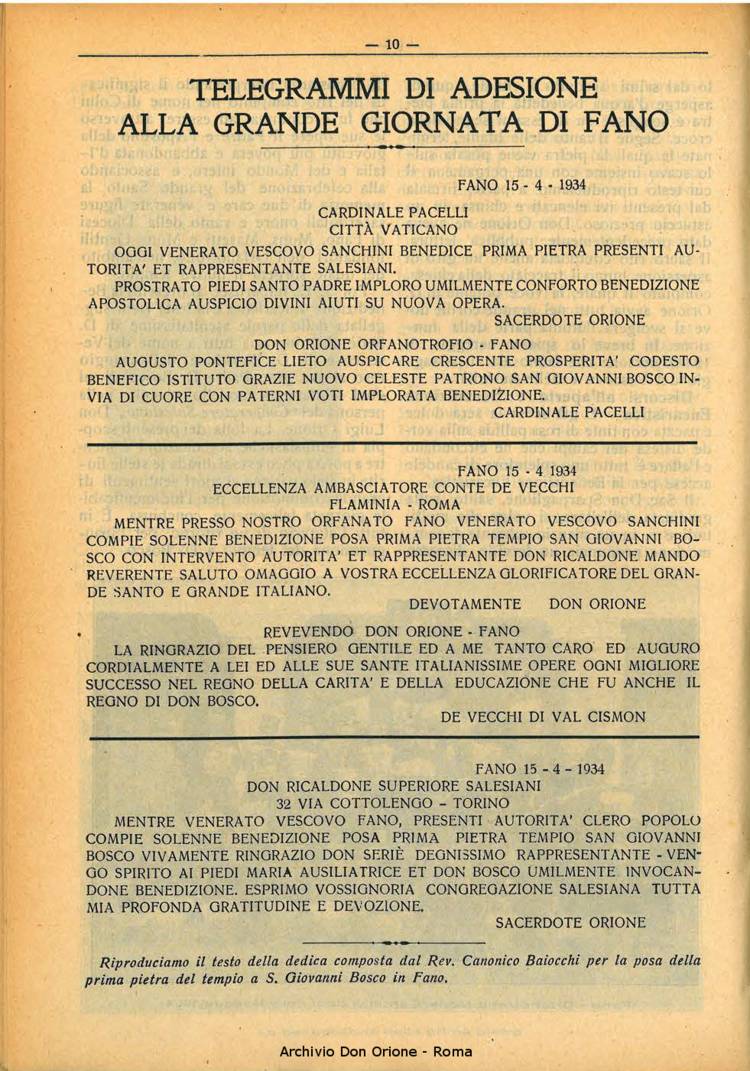 — 10 —
TELEGRAMMI DI ADESIONE
ALLA GRANDE GIORNATA DI FANO
FANO 15 - 4 - 1934
CARDINALE PACELLI
CITTÀ VATICANO
OGGI VENERATO VESCOVO SANCHINI BENEDICE PRIMA PIETRA PRESENTI AU-
TORITA' ET RAPPRESENTANTE SALESIANI.
PROSTRATO PIEDI SANTO PADRE IMPLORO UMILMENTE CONFORTO BENEDIZIONE
APOSTOLICA AUSPICIO DIVINI AIUTI SU NUOVA OPERA.
SACERDOTE ORIONE
DON ORIONE ORFANOTROFIO - FANO
AUGUSTO PONTEFICE LIETO AUSPICARE CRESCENTE PROSPERITA' CODESTO
BENEFICO ISTITUTO GRAZIE NUOVO CELESTE PATRONO SAN GIOVANNI BOSCO IN-
VIA DI CUORE CON PATERNI VOTI IMPLORATA BENEDIZIONE.
CARDINALE PACELLI
FANO 15 - 4 1934
ECCELLENZA AMBASCIATORE CONTE DE VECCHI
FLAMINIA - ROMA
MENTRE PRESSO NOSTRO ORFANATO FANO VENERATO VESCOVO SANCHINI
COMPIE SOLENNE BENEDIZIONE POSA PRIMA PIETRA TEMPIO SAN GIOVANNI BO-
SCO CON INTERVENTO AUTORITA' ET RAPPRESENTANTE DON RICALDONE MANDO
REVERENTE SALUTO OMAGGIO A VOSTRA ECCELLENZA GLORIFICATORE DEL GRAN-
DE SANTO E GRANDE ITALIANO.
DEVOTAMENTE DON ORIONE
REVEVENDO DON ORIONE - FANO
LA RINGRAZIO DEL PENSIERO GENTILE ED A ME TANTO CARO ED AUGURO
CORDIALMENTE A LEI ED ALLE SUE SANTE ITALIANISSIME OPERE OGNI MIGLIORE
SUCCESSO NEL REGNO DELLA CARITA' E DELLA EDUCAZIONE CHE FU ANCHE IL
REGNO DI DON BOSCO.
DE VECCHI DI VAL CISMON
FANO 15 - 4 - 1934
DON RICALDONE SUPERIORE SALESIANI
32 VIA COTTOLENGO - TORINO
MENTRE VENERATO VESCOVO FANO, PRESENTI AUTORITA' CLERO POPOLO
COMPIE SOLENNE BENEDIZIONE POSA PRIMA PIETRA TEMPIO SAN GIOVANNI
BOSCO VIVAMENTE RINGRAZIO DON SERIÈ DEGNISSIMO RAPPRESENTANTE - VEN-
GO SPIRITO AI PIEDI MARIA AUSILIATRICE ET DON BOSCO UMILMENTE INVOCAN-
DONE BENEDIZIONE. ESPRIMO VOSSIGNORIA CONGREGAZIONE SALESIANA TUTTA
MIA PROFONDA GRATITUDINE E DEVOZIONE.
SACERDOTE ORIONE
Riproduciamo il testo della dedica composta dal Rev. Canonico Baiocchi per la posa della
prima pietra del tempio a S. Giovanni Bosco in Fano.
Archivio Don Orione - Roma